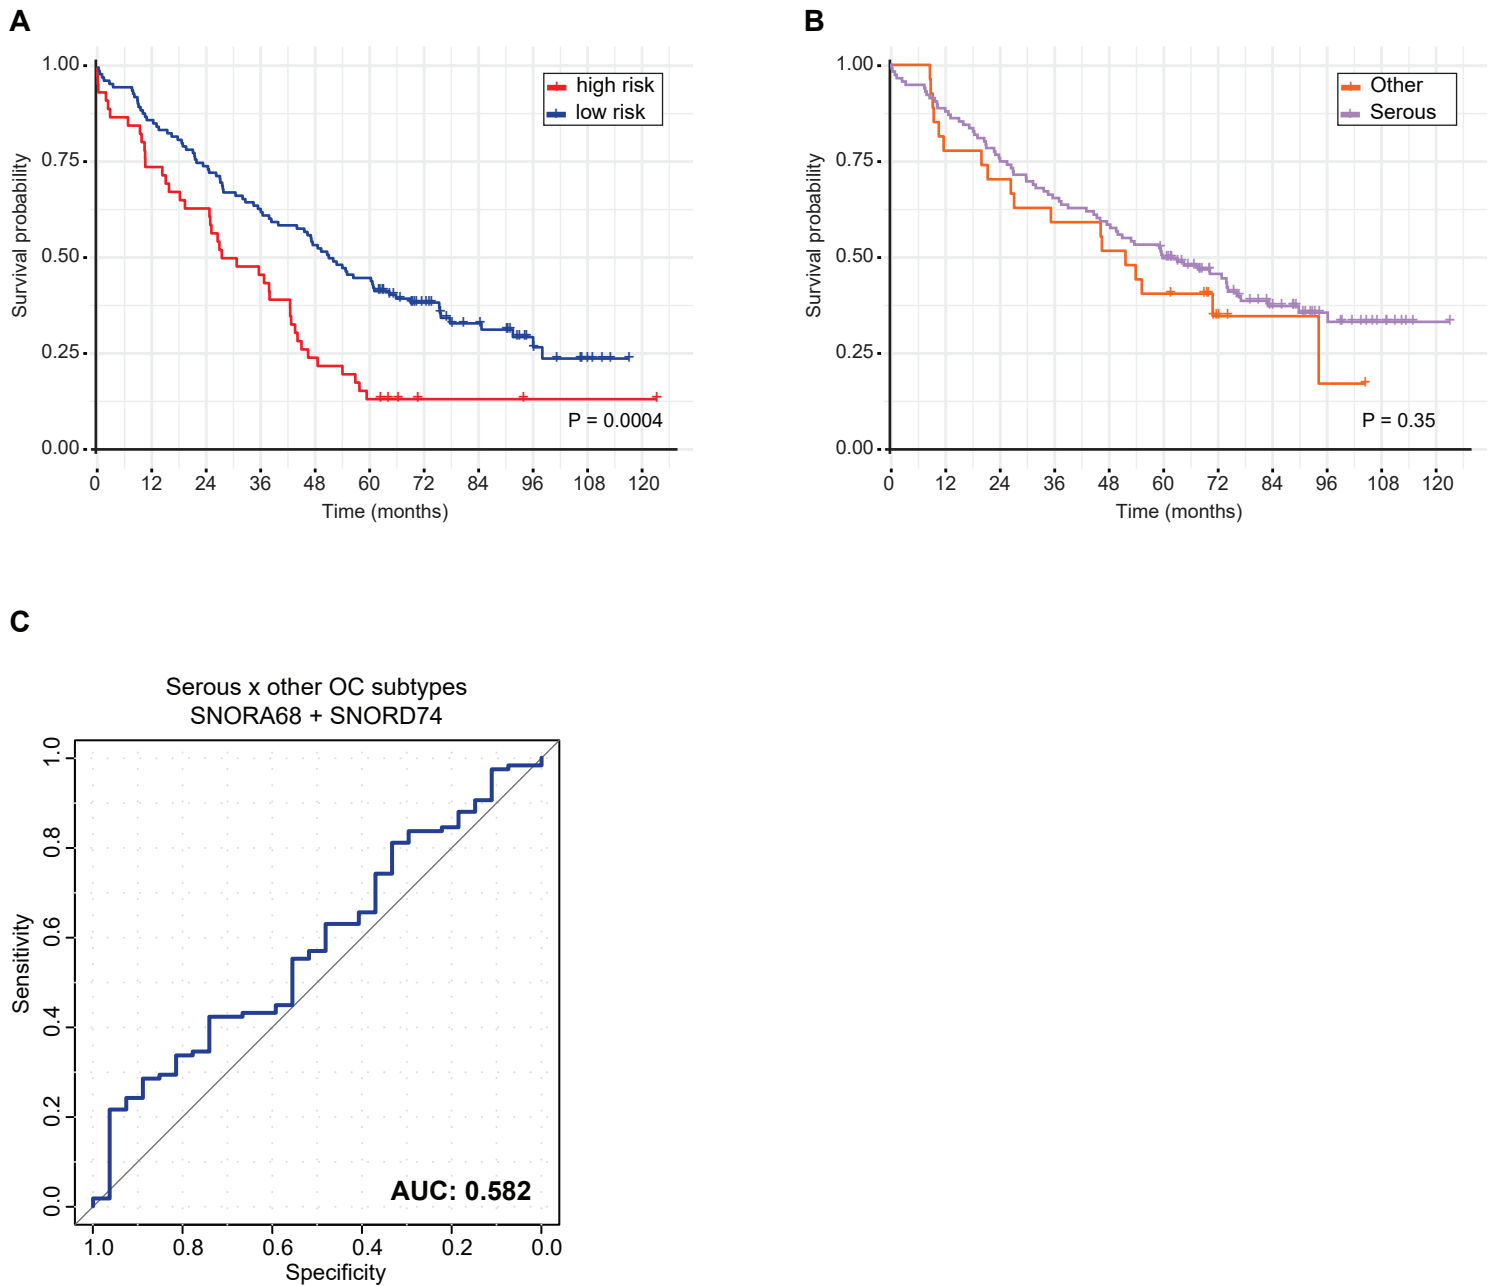 A
1.00
0.75
0.50
0.25
0.00
Survival probability
high risk
low risk
P = 0.0004
0 12 24 36 48 60 72 84 96 108 120
Time (months)
B
1.00
0.75
0.50
0.25
0.00
Survival probability
Other
Serous
P = 0.35
0 12 24 36 48 60 72 84 96 108 120
Time (months)
C
Serous x other OC subtypes
SNORA68 + SNORD74
1.0
0.8
0.6
0.4
0.2
0.0
Sensitivity
AUC: 0.582
1.0 0.8 0.6 0.4 0.2 0.0
Specificity